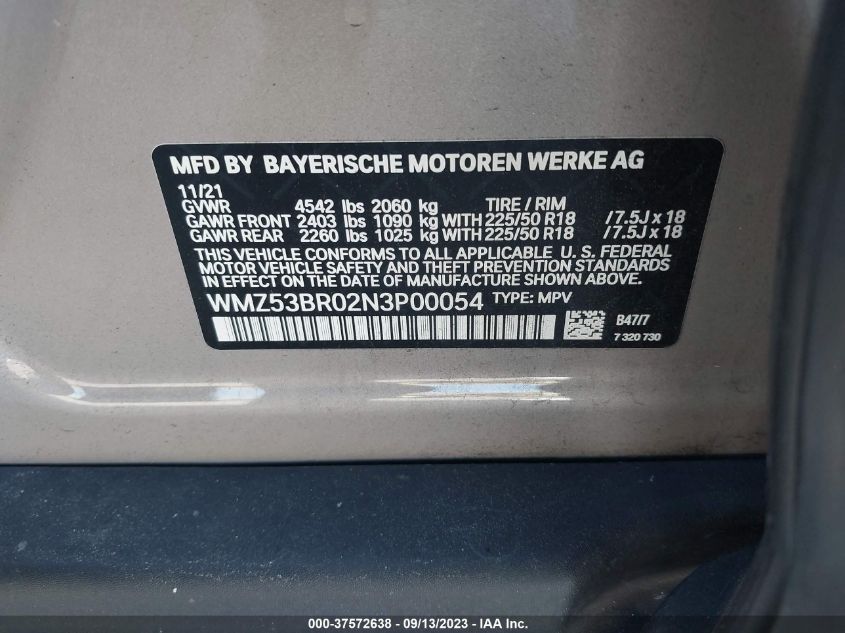 MFD BY BAYERISCHE MOTOREN WERKE AG
11/21
GVWR 4542 lbs 2060 kg TIRE / RIM
GAWR FRONT 2403 lbs 1090 kg WITH 225/50 R18 /7.5J x 18
GAWR REAR 2260 lbs 1025 kg WITH 225/50 R18 /7.5J x 18
THIS VEHICLE CONFORMS TO ALL APPLICABLE U. S. FEDERAL
MOTOR VEHICLE SAFETY AND THEFT PREVENTION STANDARDS
IN EFFECT ON THE DATE OF MANUFACTURE SHOWN ABOVE.
WMZ53BR02N3P00054 TYPE: MPV
B47/7
7 320 730
000-37572638 - 09/13/2023 - IAA Inc.